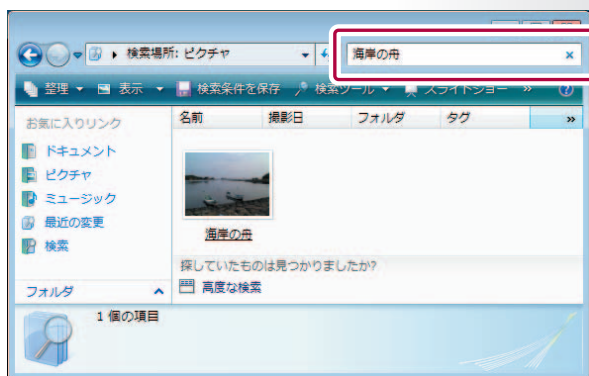 検索場所: ピクチャ
海岸の舟
整理 表示 検索条件を保存 検索ツール スライドショー »
お気に入りリンク
ドキュメント
ピクチャ
ミュージック
最近の変更
検索
フォルダ
名前 撮影日 フォルダ タグ »
海岸の舟
探していたものは見つかりましたか?
高度な検索
1 個の項目